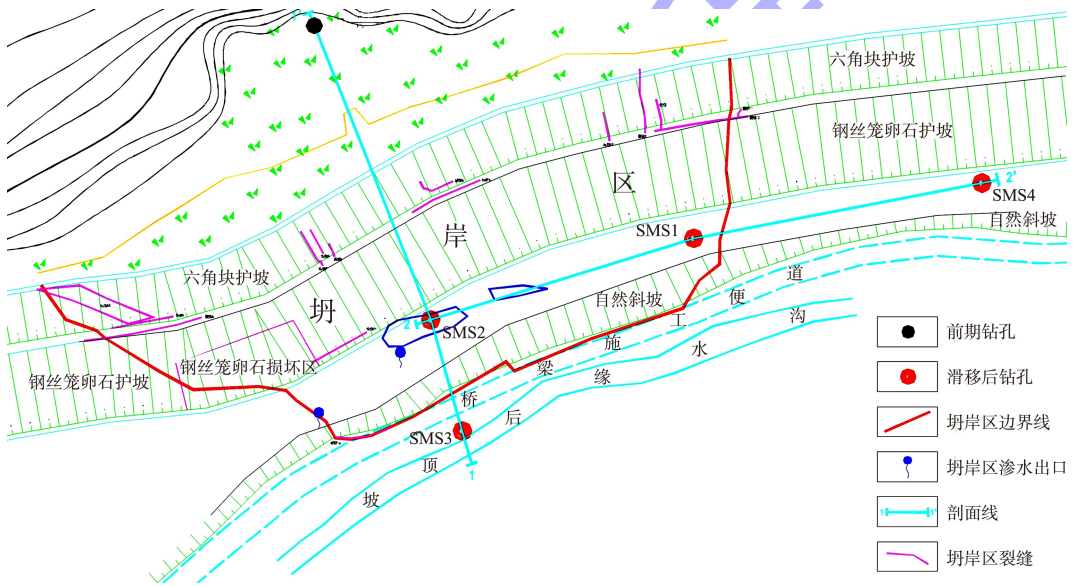 1'
六角块护坡
钢丝笼卵石护坡
区
2'
SMS4
SMS1
自然斜坡
岸
道
六角块护坡
便
自然斜坡
坍
沟
2
SMS2
工
施
水
钢丝笼卵石护坡
钢丝笼卵石损坏区
梁
缘
桥
后
SMS3
顶
1
坡
前期钻孔
滑移后钻孔
坍岸区边界线
坍岸区渗水出口
1 1' 剖面线
坍岸区裂缝